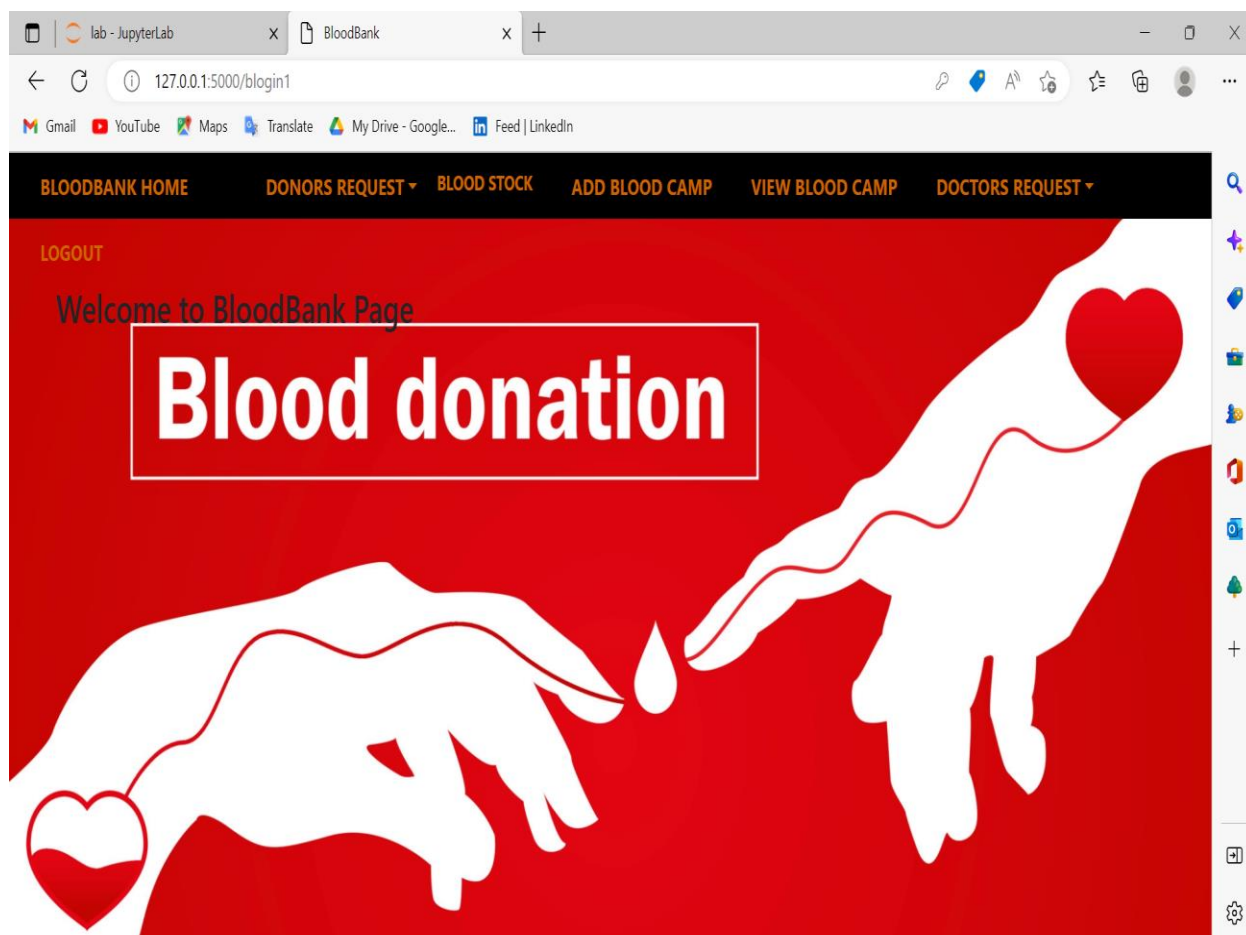 lab - JupyterLab
BloodBank
127.0.0.1:5000/blogin1
Gmail YouTube Maps Translate My Drive - Google... Feed | LinkedIn
BLOODBANK HOME DONORS REQUEST BLOOD STOCK ADD BLOOD CAMP VIEW BLOOD CAMP DOCTORS REQUEST
LOGOUT
Welcome to BloodBank Page
Blood donation